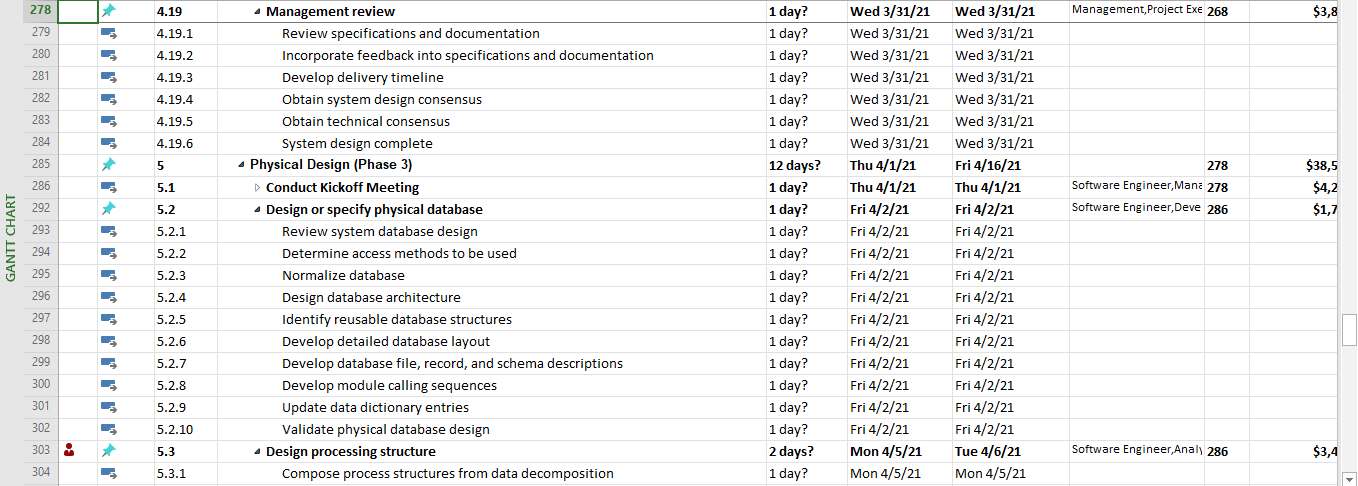 GANTT CHART
278 4.19 Management review 1 day? Wed 3/31/21 Wed 3/31/21 Management,Project Exe 268 $3,8
279 4.19.1 Review specifications and documentation 1 day? Wed 3/31/21 Wed 3/31/21
280 4.19.2 Incorporate feedback into specifications and documentation 1 day? Wed 3/31/21 Wed 3/31/21
281 4.19.3 Develop delivery timeline 1 day? Wed 3/31/21 Wed 3/31/21
282 4.19.4 Obtain system design consensus 1 day? Wed 3/31/21 Wed 3/31/21
283 4.19.5 Obtain technical consensus 1 day? Wed 3/31/21 Wed 3/31/21
284 4.19.6 System design complete 1 day? Wed 3/31/21 Wed 3/31/21
285 5 Physical Design (Phase 3) 12 days? Thu 4/1/21 Fri 4/16/21 278 $38,5
286 5.1 Conduct Kickoff Meeting 1 day? Thu 4/1/21 Thu 4/1/21 Software Engineer,Mana 278 $4,2
292 5.2 Design or specify physical database 1 day? Fri 4/2/21 Fri 4/2/21 Software Engineer,Deve 286 $1,7
293 5.2.1 Review system database design 1 day? Fri 4/2/21 Fri 4/2/21
294 5.2.2 Determine access methods to be used 1 day? Fri 4/2/21 Fri 4/2/21
295 5.2.3 Normalize database 1 day? Fri 4/2/21 Fri 4/2/21
296 5.2.4 Design database architecture 1 day? Fri 4/2/21 Fri 4/2/21
297 5.2.5 Identify reusable database structures 1 day? Fri 4/2/21 Fri 4/2/21
298 5.2.6 Develop detailed database layout 1 day? Fri 4/2/21 Fri 4/2/21
299 5.2.7 Develop database file, record, and schema descriptions 1 day? Fri 4/2/21 Fri 4/2/21
300 5.2.8 Develop module calling sequences 1 day? Fri 4/2/21 Fri 4/2/21
301 5.2.9 Update data dictionary entries 1 day? Fri 4/2/21 Fri 4/2/21
302 5.2.10 Validate physical database design 1 day? Fri 4/2/21 Fri 4/2/21
303 5.3 Design processing structure 2 days? Mon 4/5/21 Tue 4/6/21 Software Engineer,Analy 286 $3,4
304 5.3.1 Compose process structures from data decomposition 1 day? Mon 4/5/21 Mon 4/5/21